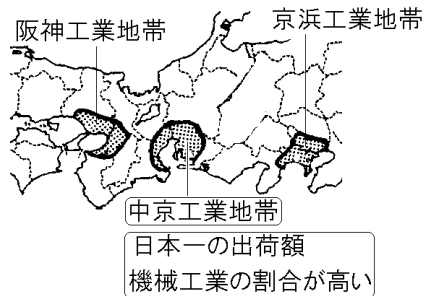 京浜工業地帯
阪神工業地帯
中京工業地帯
日本一の出荷額
機械工業の割合が高い